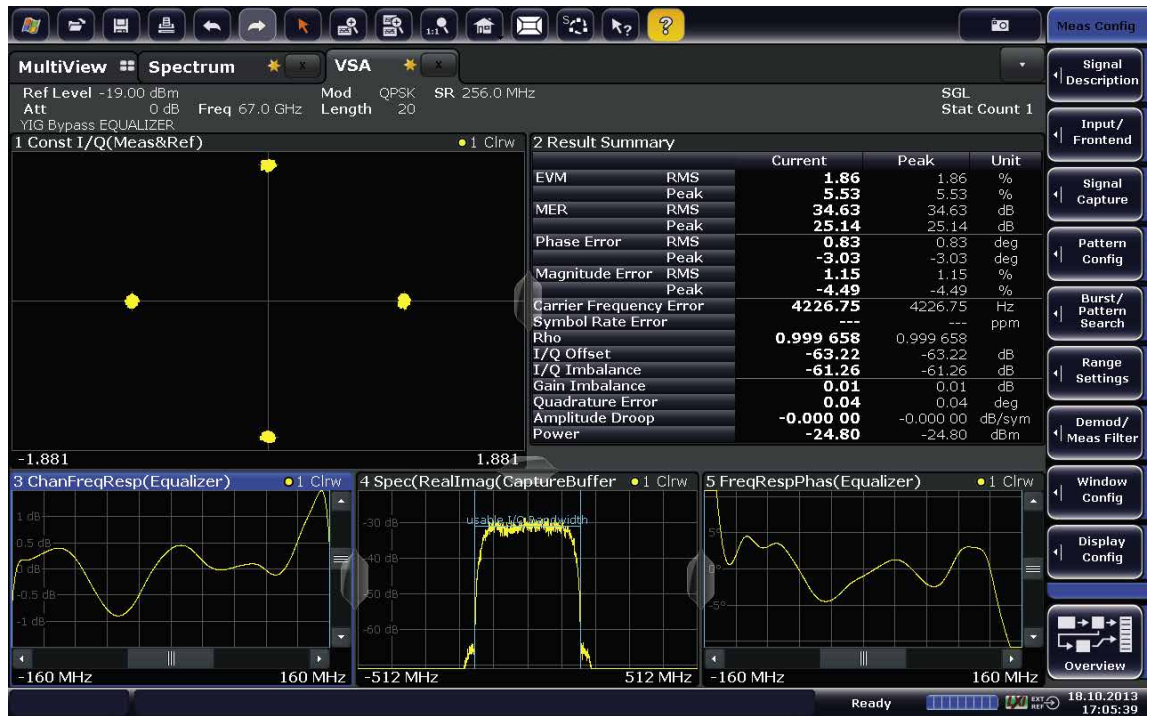 1:1
S
?
?
Meas Config
MultiView Spectrum x VSA x
Ref Level -19.00 dBm Mod QPSK SR 256.0 MHz SGL
Att 0 dB Freq 67.0 GHz Length 20 Stat Count 1
YIG Bypass EQUALIZER
1 Const I/Q(Meas&Ref) 1 Clrw
-1.881 1.881
2 Result Summary
Current Peak Unit
EVM RMS 1.86 1.86 %
Peak 5.53 5.53 %
MER RMS 34.63 34.63 dB
Peak 25.14 25.14 dB
Phase Error RMS 0.83 0.83 deg
Peak -3.03 -3.03 deg
Magnitude Error RMS 1.15 1.15 %
Peak -4.49 -4.49 %
Carrier Frequency Error 4226.75 4226.75 Hz
Symbol Rate Error --- --- ppm
Rho 0.999 658 0.999 658
I/Q Offset -63.22 -63.22 dB
I/Q Imbalance -61.26 -61.26 dB
Gain Imbalance 0.01 0.01 dB
Quadrature Error 0.04 0.04 deg
Amplitude Droop -0.000 00 -0.000 00 dB/sym
Power -24.80 -24.80 dBm
3 ChanFreqResp(Equalizer) 1 Clrw
1 dB
0.5 dB
0 dB
-0.5 dB
-1 dB
-160 MHz 160 MHz
4 Spec(RealImag(CaptureBuffer 1 Clrw
usable I/Q Bandwidth
-30 dB
-40 dB
-50 dB
-60 dB
-512 MHz 512 MHz
5 FreqRespPhas(Equalizer) 1 Clrw
5°
0°
-5°
-160 MHz 160 MHz
Signal
Description
Input/
Frontend
Signal
Capture
Pattern
Config
Burst/
Pattern
Search
Range
Settings
Demod/
Meas Filter
Window
Config
Display
Config
Overview
Ready EXT REF 18.10.2013
17:05:39